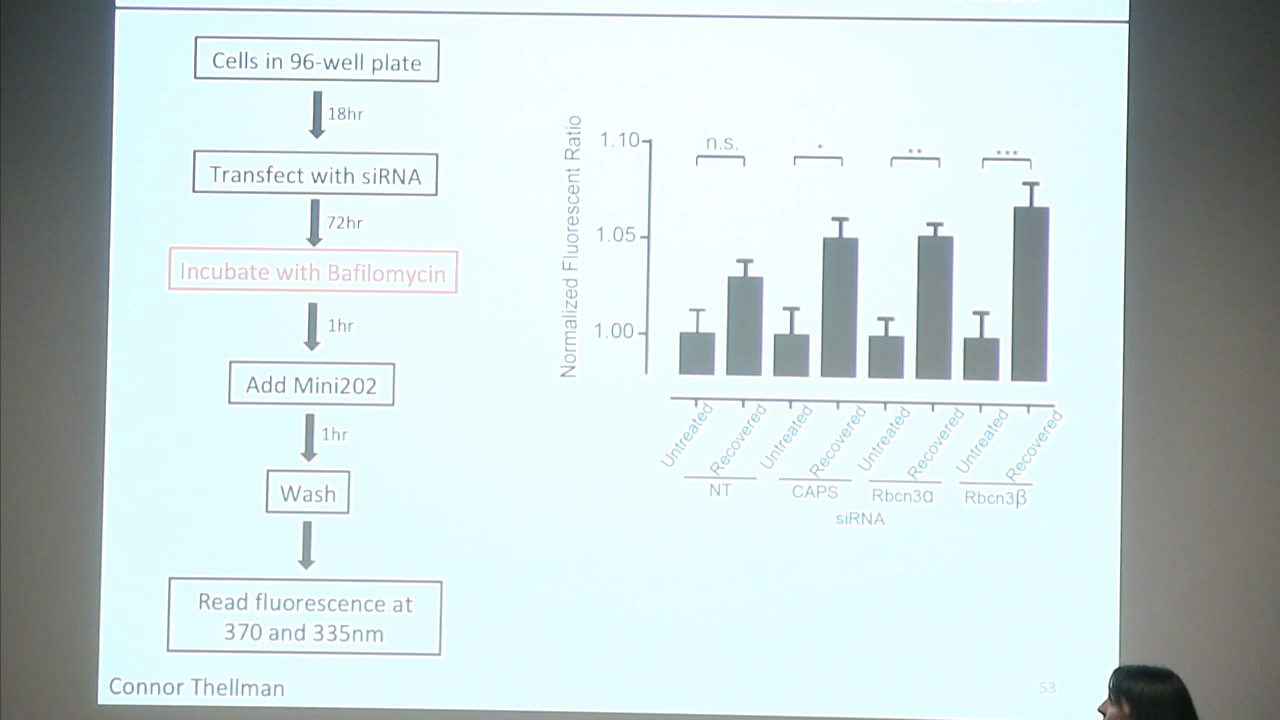 Cells in 96-well plate
18hr
Transfect with siRNA
72hr
Incubate with Bafilomycin
1hr
Add Mini202
1hr
Wash
Read fluorescence at
370 and 335nm
Connor Thellman
Normalized Fluorescent Ratio
1.10
1.05
1.00
n.s.
*
**
***
Untreated
Recovered
Untreated
Recovered
Untreated
Recovered
Untreated
Recovered
NT
CAPS
Rbcn3α
Rbcn3β
siRNA
53